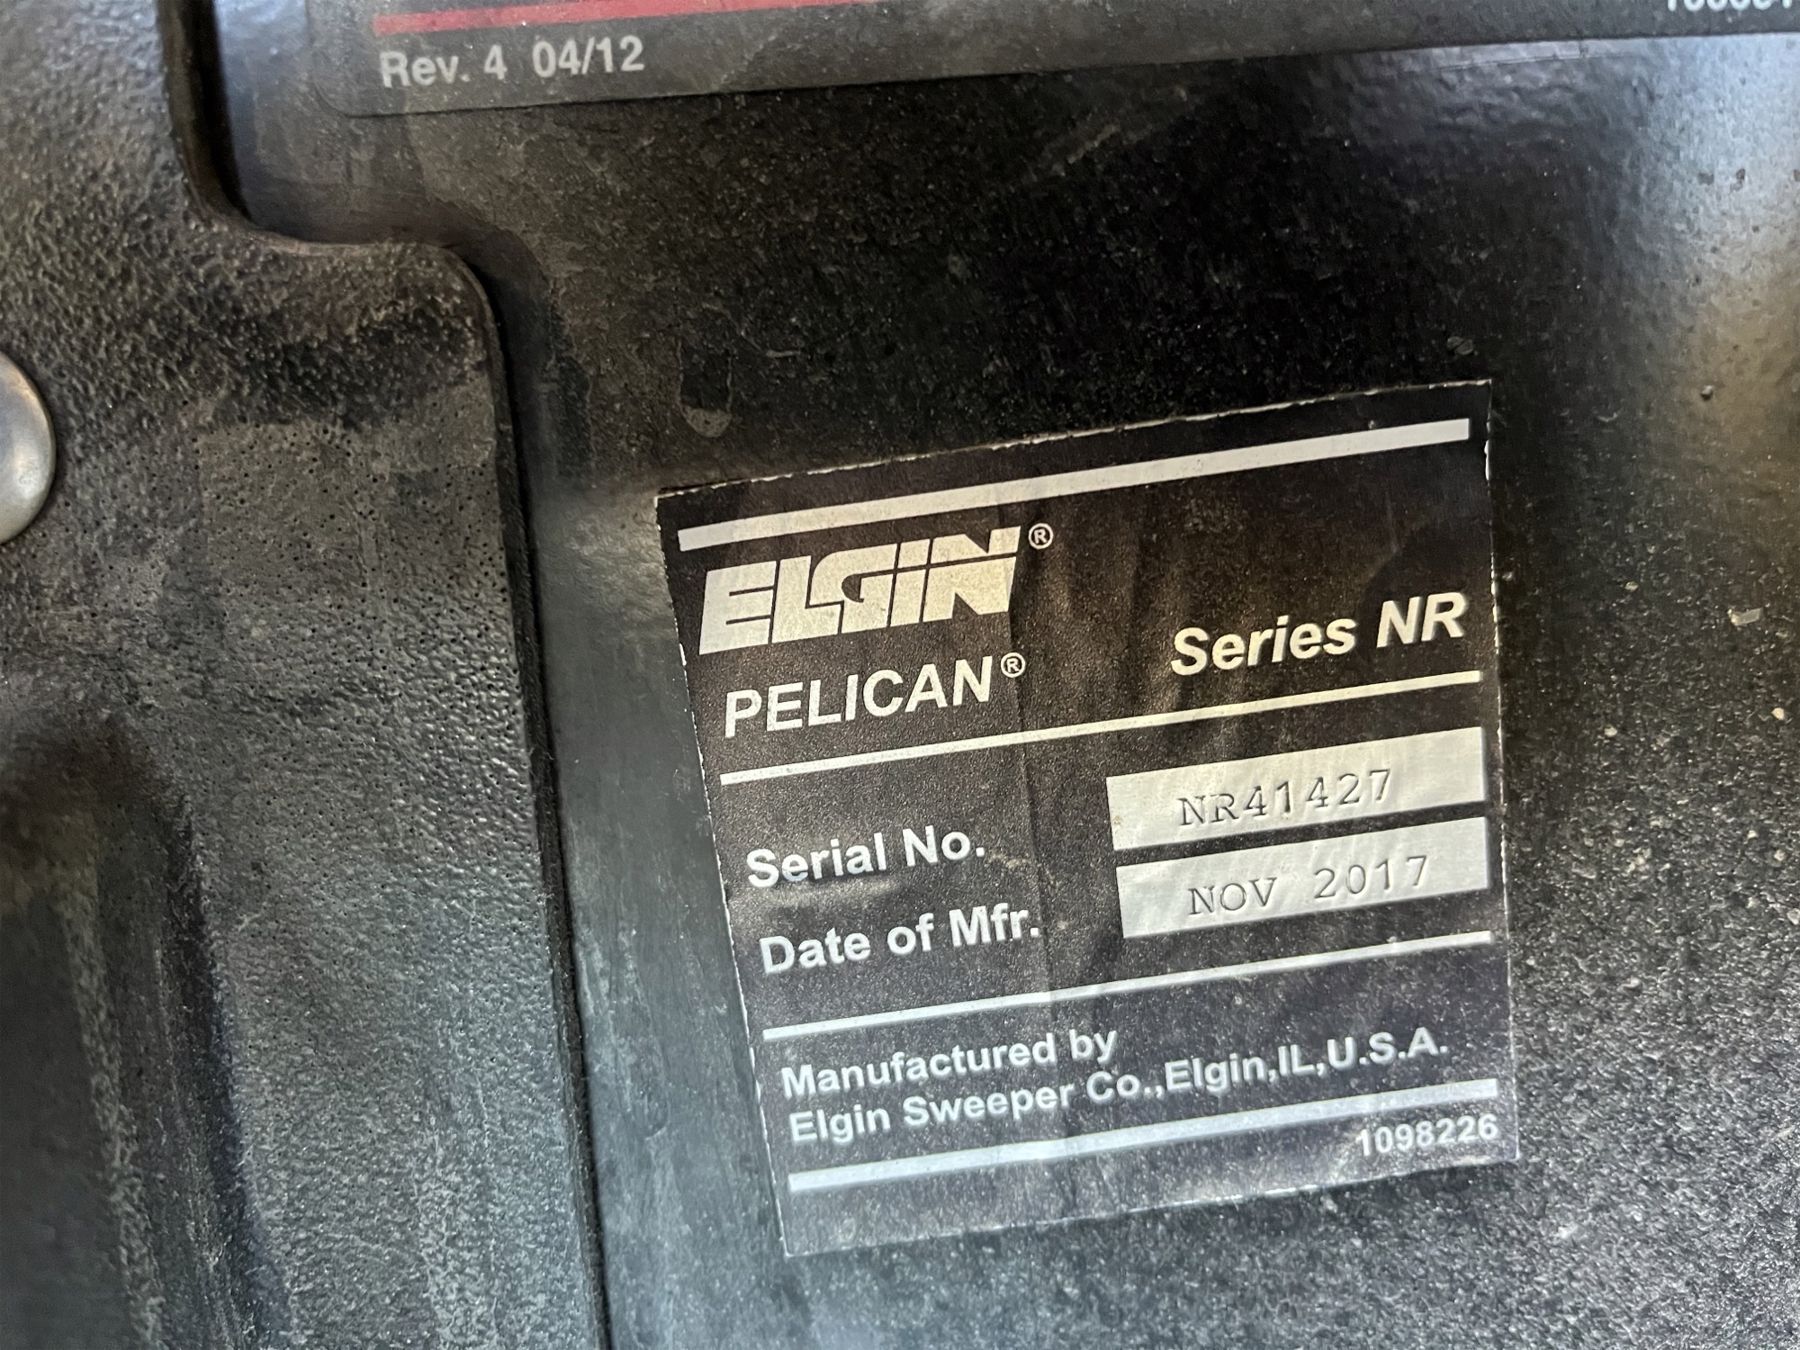 Rev. 4 04/12
ELGIN®
PELICAN® Series NR
Serial No. NR41427
Date of Mfr. NOV 2017
Manufactured by
Elgin Sweeper Co.,Elgin,IL,U.S.A.
1098226